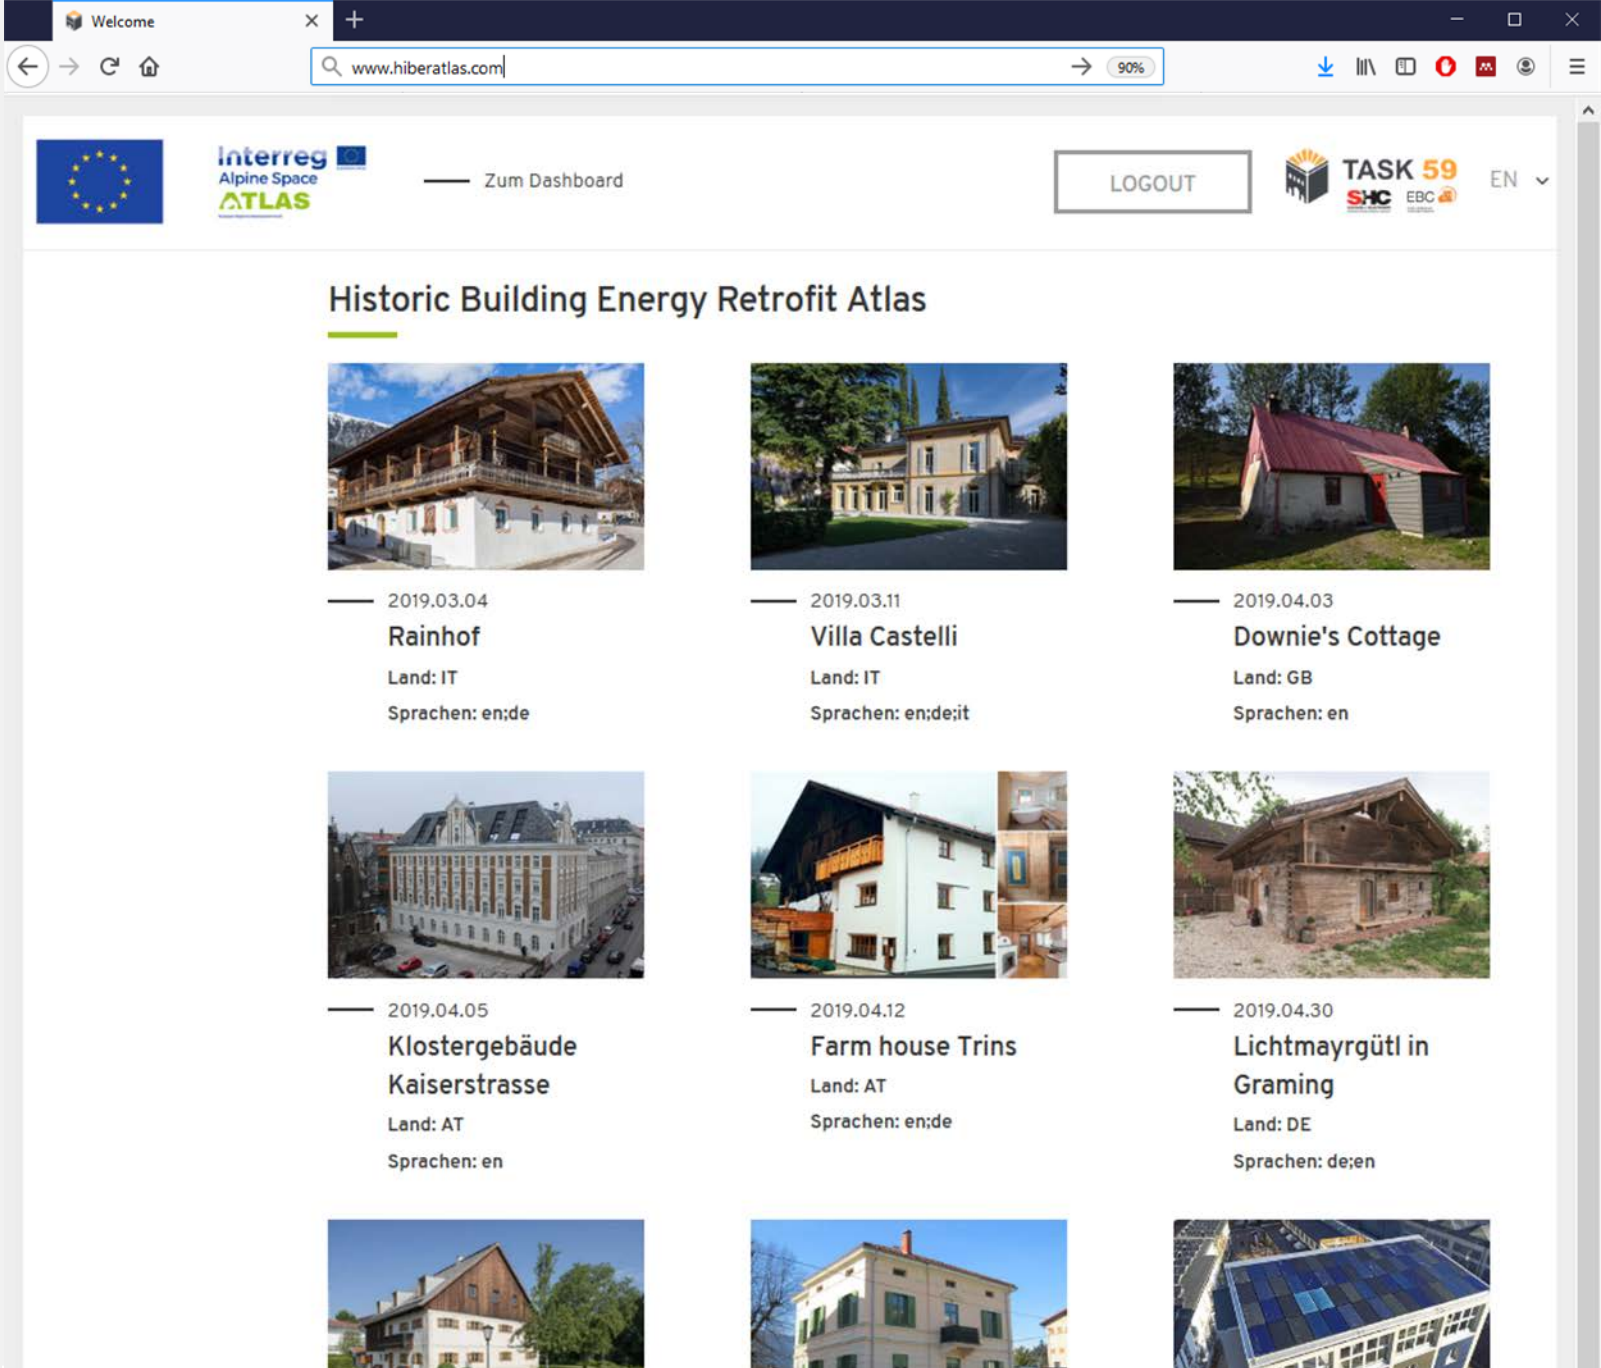 Welcome
www.hiberatlas.com
90%
Interreg
Alpine Space
ATLAS
Zum Dashboard
LOGOUT
TASK 59
SHC EBC
EN
Historic Building Energy Retrofit Atlas
2019.03.04
Rainhof
Land: IT
Sprachen: en;de
2019.03.11
Villa Castelli
Land: IT
Sprachen: en;de;it
2019.04.03
Downie's Cottage
Land: GB
Sprachen: en
2019.04.05
Klostergebäude
Kaiserstrasse
Land: AT
Sprachen: en
2019.04.12
Farm house Trins
Land: AT
Sprachen: en;de
2019.04.30
Lichtmayrgütl in
Graming
Land: DE
Sprachen: de;en